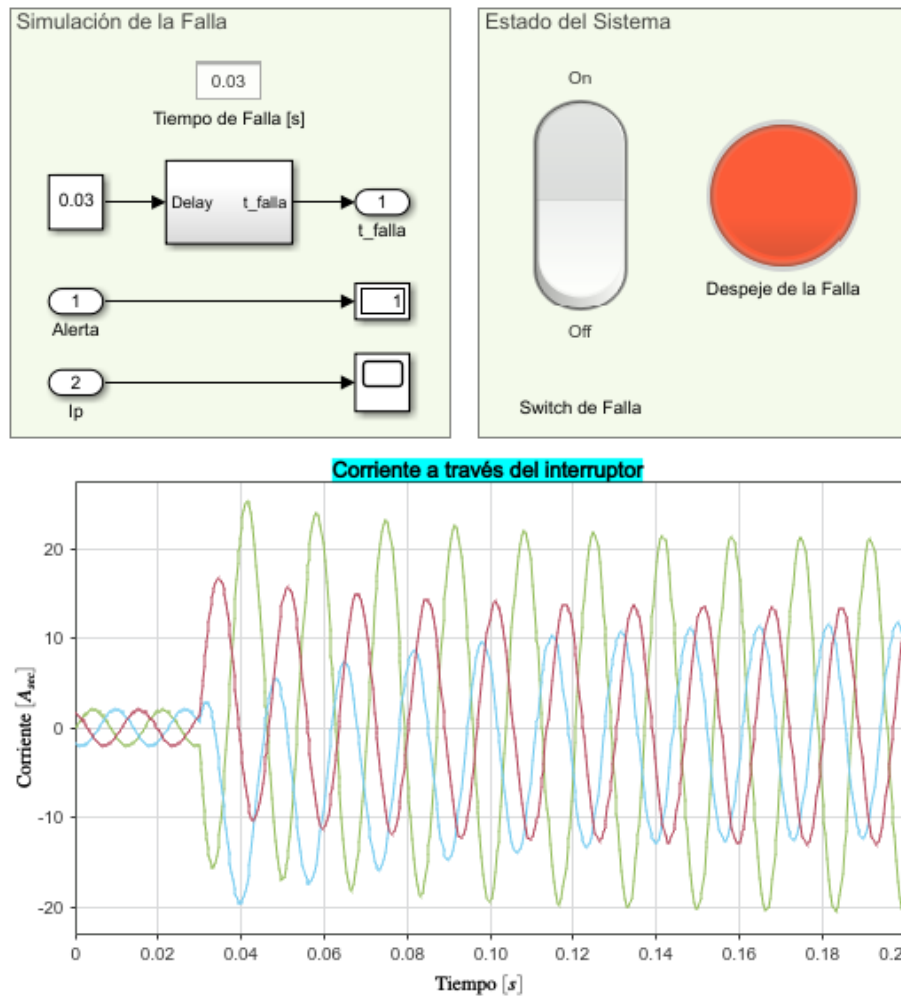 Simulación de la Falla
0.03
Tiempo de Falla [s]
0.03
Delay t_falla
1
t_falla
1
Alerta
1
2
Ip
Estado del Sistema
On
Off
Switch de Falla
Despeje de la Falla
Corriente a través del interruptor
Corriente [A_sec]
20
10
0
-10
-20
0 0.02 0.04 0.06 0.08 0.10 0.12 0.14 0.16 0.18 0.2
Tiempo [s]